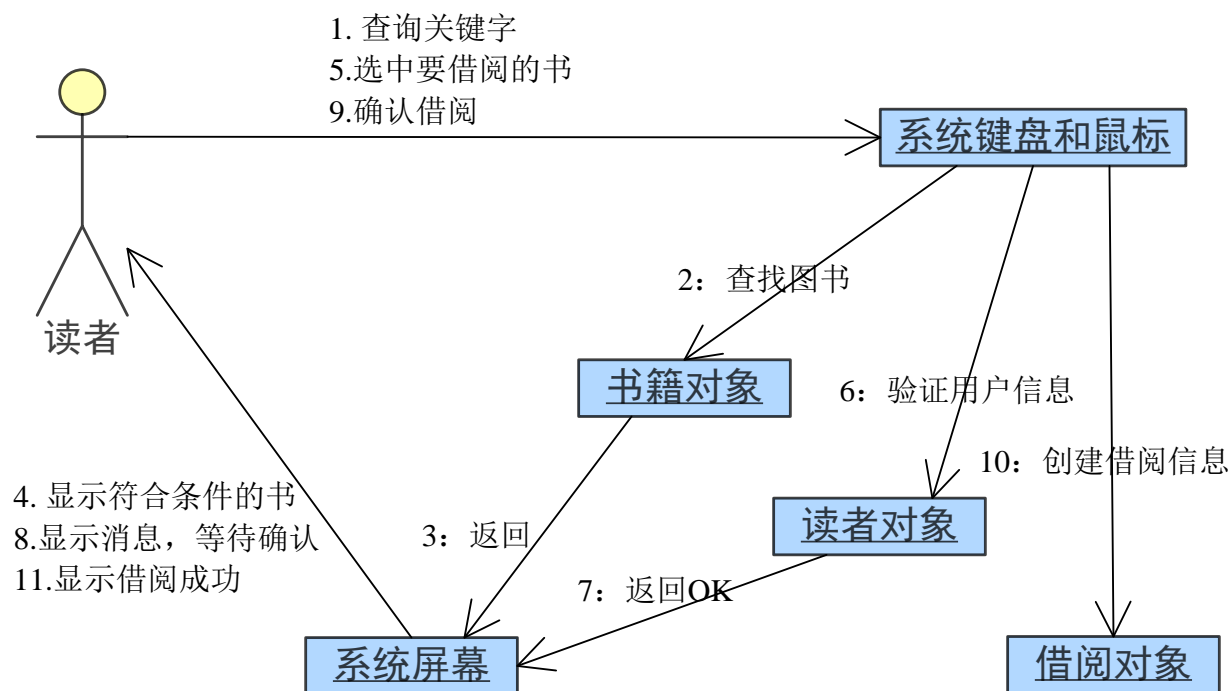 1. 查询关键字
5.选中要借阅的书
9.确认借阅
系统键盘和鼠标
2：查找图书
读者
书籍对象
6：验证用户信息
10：创建借阅信息
4. 显示符合条件的书
8.显示消息，等待确认
11.显示借阅成功
3：返回
读者对象
7：返回OK
系统屏幕
借阅对象